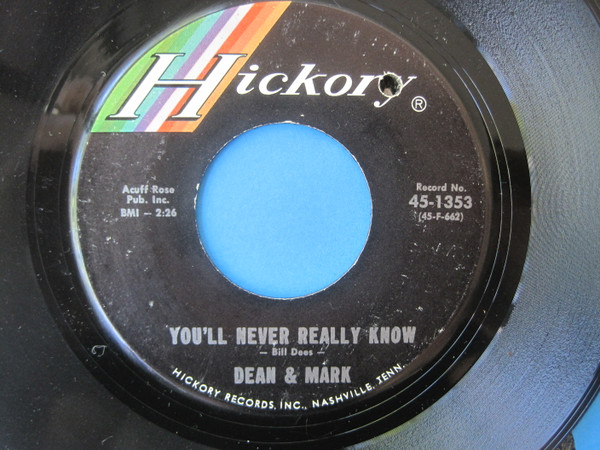 Hickory®
Acuff Rose
Pub. Inc.
BMI — 2:26
Record No.
45-1353
(45-F-662)
YOU'LL NEVER REALLY KNOW
— Bill Dees —
DEAN & MARK
HICKORY RECORDS, INC., NASHVILLE, TENN.